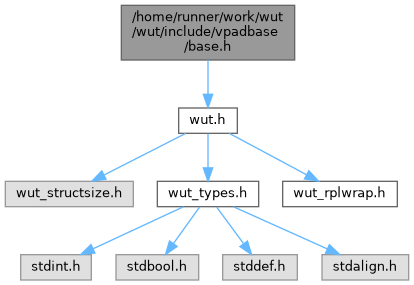 /home/runner/work/wut
/wut/include/vpadbase
/base.h
wut.h
wut_structsize.h
wut_types.h
wut_rplwrap.h
stdint.h
stdbool.h
stddef.h
stdalign.h